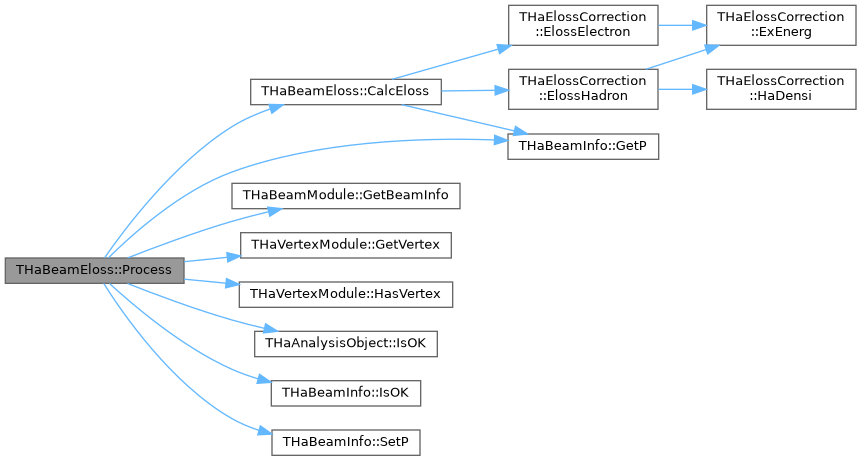 THaElossCorrection
::ElossElectron
THaElossCorrection
::ExEnerg
THaBeamEloss::CalcEloss
THaElossCorrection
::ElossHadron
THaElossCorrection
::HaDensi
THaBeamInfo::GetP
THaBeamModule::GetBeamInfo
THaVertexModule::GetVertex
THaBeamEloss::Process
THaVertexModule::HasVertex
THaAnalysisObject::IsOK
THaBeamInfo::IsOK
THaBeamInfo::SetP